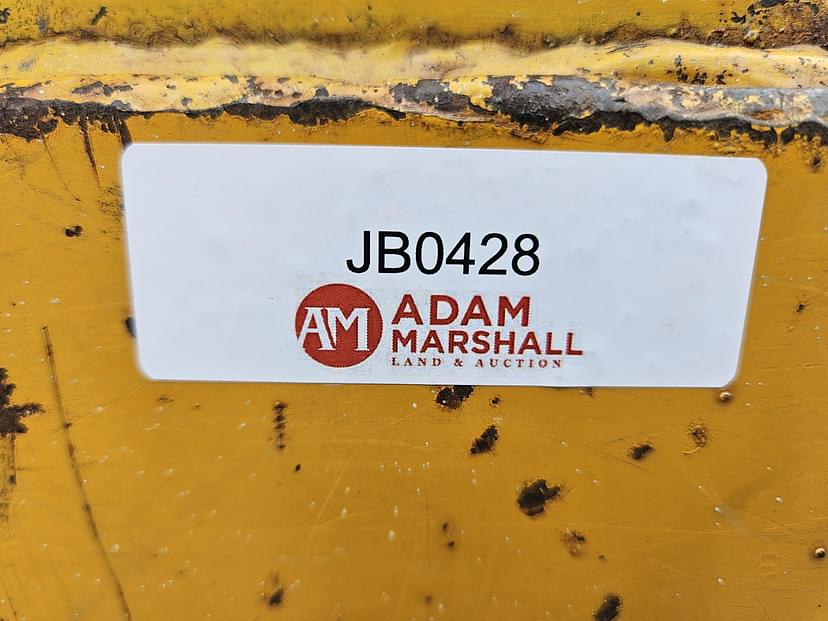 JB0428
AM
ADAM
MARSHALL
LAND & AUCTION